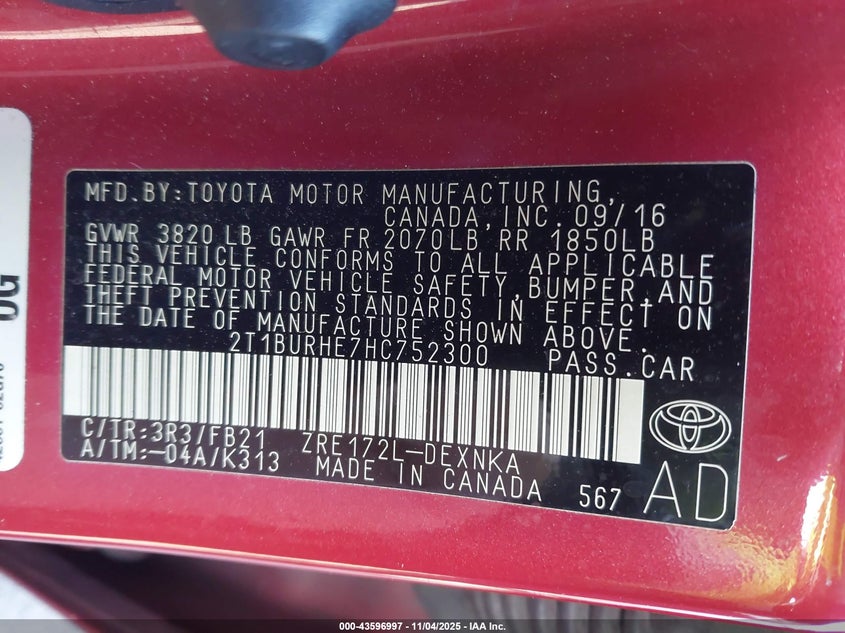 MFD.BY:TOYOTA MOTOR MANUFACTURING,
CANADA,INC.09/16
GVWR 3820 LB GAWR FR 2070LB RR 1850LB
THIS VEHICLE CONFORMS TO ALL APPLICABLE
FEDERAL MOTOR VEHICLE SAFETY,BUMPER,AND
THEFT PREVENTION STANDARDS IN EFFECT ON
THE DATE OF MANUFACTURE SHOWN ABOVE.
2T1BURHE7HC752300 PASS.CAR
C/TR:3R3/FB21 ZRE172L-DEXNKA
A/TM:-04A/K313 MADE IN CANADA 567
AD
DG
000-43596997 - 11/04/2025 - IAA Inc.